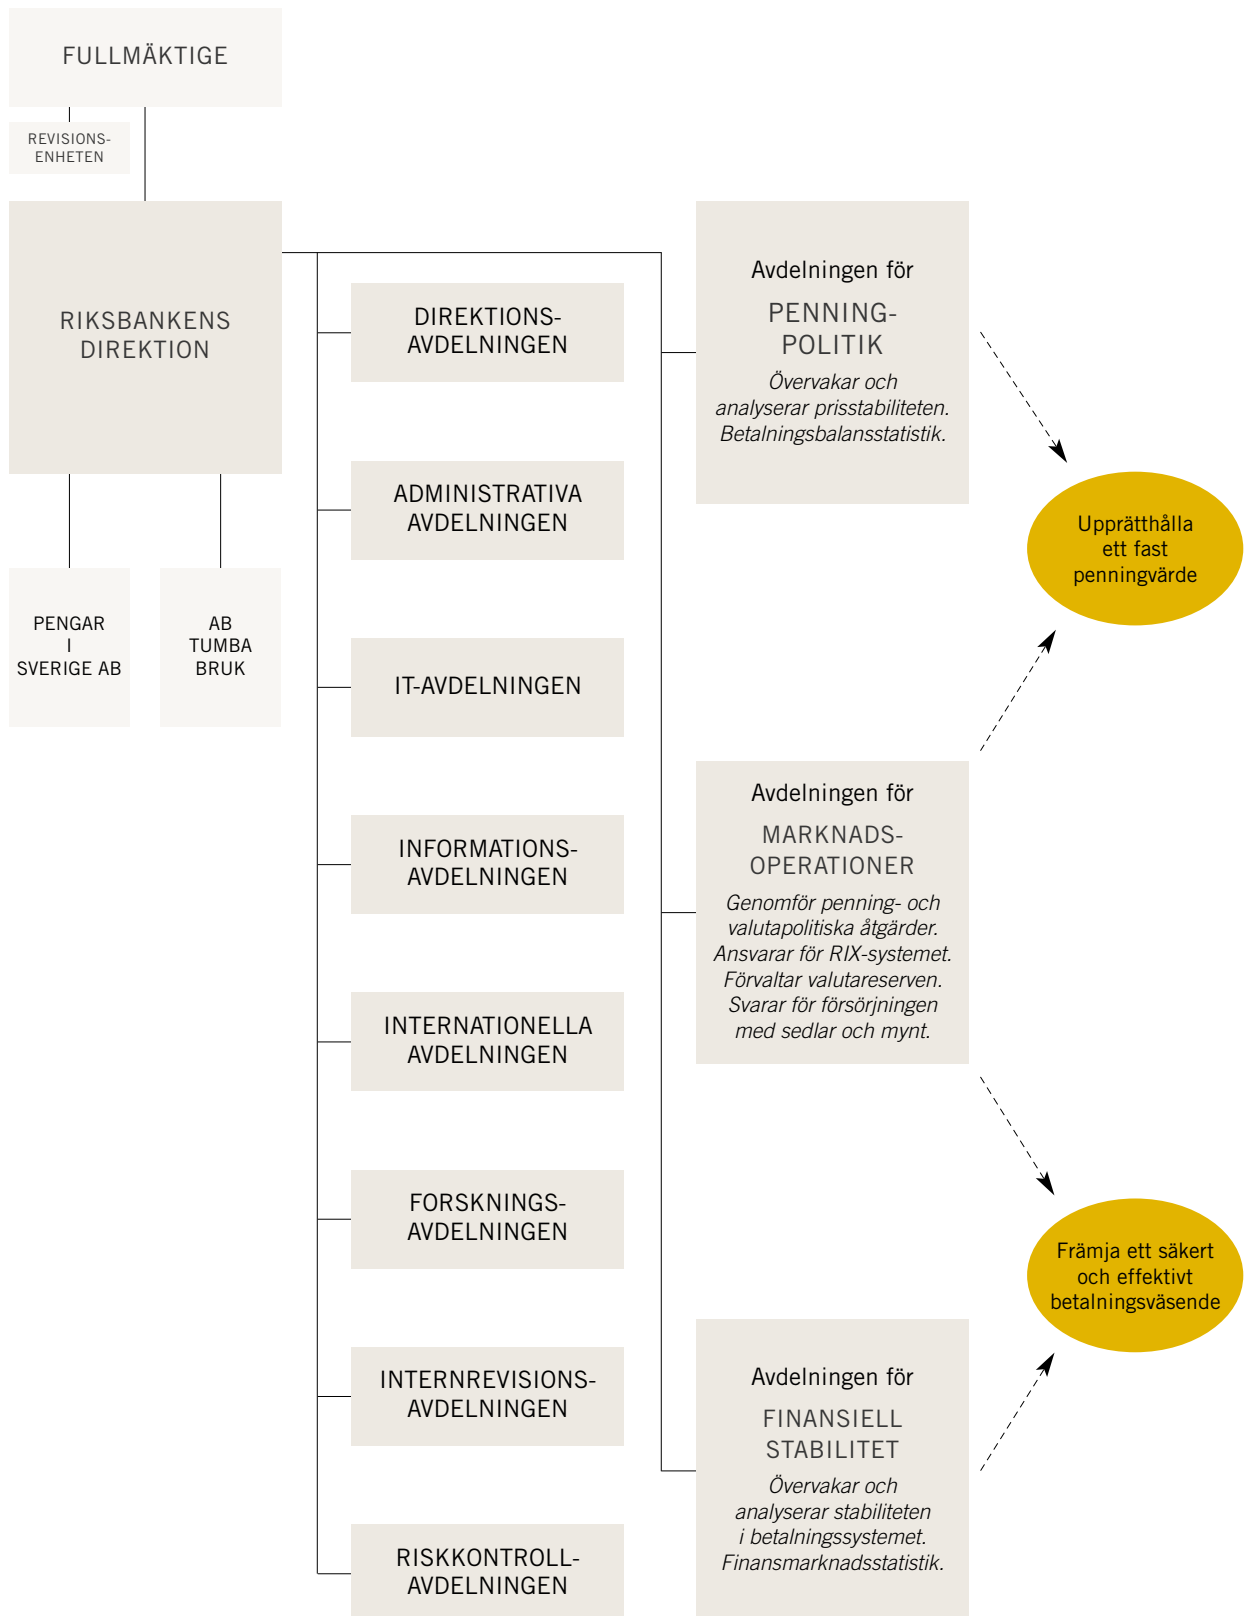 FULLMÄKTIGE
REVISIONS-
ENHETEN
RIKSBANKENS
DIREKTION
PENGAR
I
SVERIGE AB
AB
TUMBA
BRUK
DIREKTIONS-
AVDELNINGEN
ADMINISTRATIVA
AVDELNINGEN
IT-AVDELNINGEN
INFORMATIONS-
AVDELNINGEN
INTERNATIONELLA
AVDELNINGEN
FORSKNINGS-
AVDELNINGEN
INTERNREVISIONS-
AVDELNINGEN
RISKKONTROLL-
AVDELNINGEN
Avdelningen för
PENNING-
POLITIK
Övervakar och
analyserar prisstabiliteten.
Betalningsbalansstatistik.
Avdelningen för
MARKNADS-
OPERATIONER
Genomför penning- och
valutapolitiska åtgärder.
Ansvarar för RIX-systemet.
Förvaltar valutareserven.
Svarar för försörjningen
med sedlar och mynt.
Avdelningen för
FINANSIELL
STABILITET
Övervakar och
analyserar stabiliteten
i betalningssystemet.
Finansmarknadsstatistik.
Upprätthålla
ett fast
penningvärde
Främja ett säkert
och effektivt
betalningsväsende